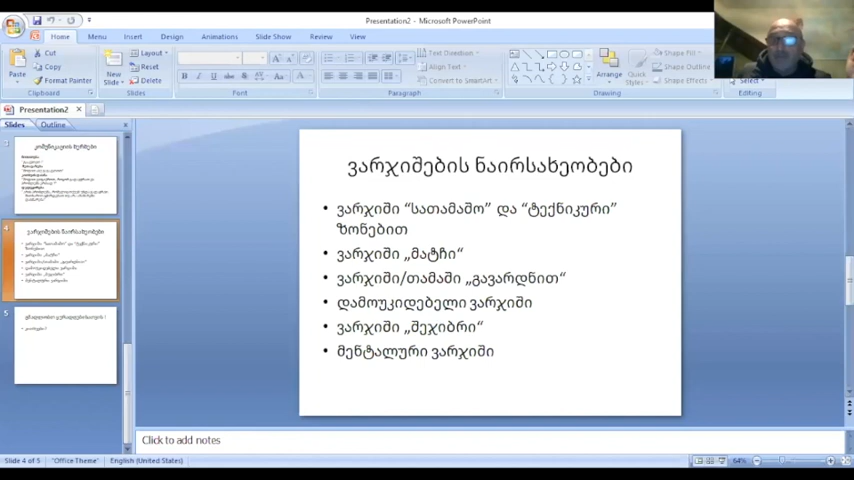 Presentation2 - Microsoft PowerPoint
Home Menu Insert Design Animations Slide Show Review View
Cut
Copy
Format Painter
Paste
Clipboard
New Slide
Layout
Reset
Delete
Slides
Font
Text Direction
Align Text
Convert to SmartArt
Paragraph
Arrange
Quick Styles
Shape Fill
Shape Outline
Shape Effects
Drawing
Select
Editing
Presentation2
Slides Outline
4
5
ვარჯიშების ნაირსახეობები
• ვარჯიში “სათამაშო” და “ტექნიკური”
ზონებით
• ვარჯიში „მატჩი“
• ვარჯიში/თამაში „გავარდნით“
• დამოუკიდებელი ვარჯიში
• ვარჯიში „შეჯიბრი“
• მენტალური ვარჯიში
Click to add notes
Slide 4 of 5 "Office Theme" English (United States) 64%